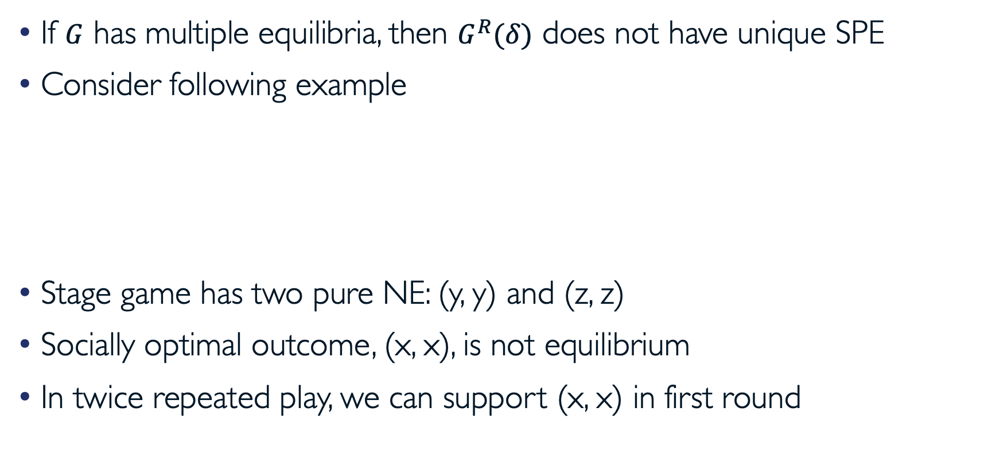 • If G has multiple equilibria, then Gᴿ(δ) does not have unique SPE
• Consider following example
• Stage game has two pure NE: (y, y) and (z, z)
• Socially optimal outcome, (x, x), is not equilibrium
• In twice repeated play, we can support (x, x) in first round